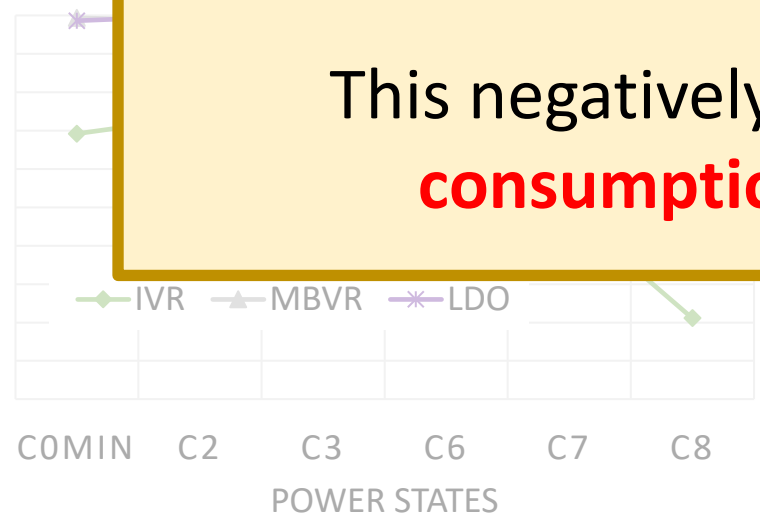 This negatively
consumptio
IVR MBVR LDO
C0MIN C2 C3 C6 C7 C8
POWER STATES